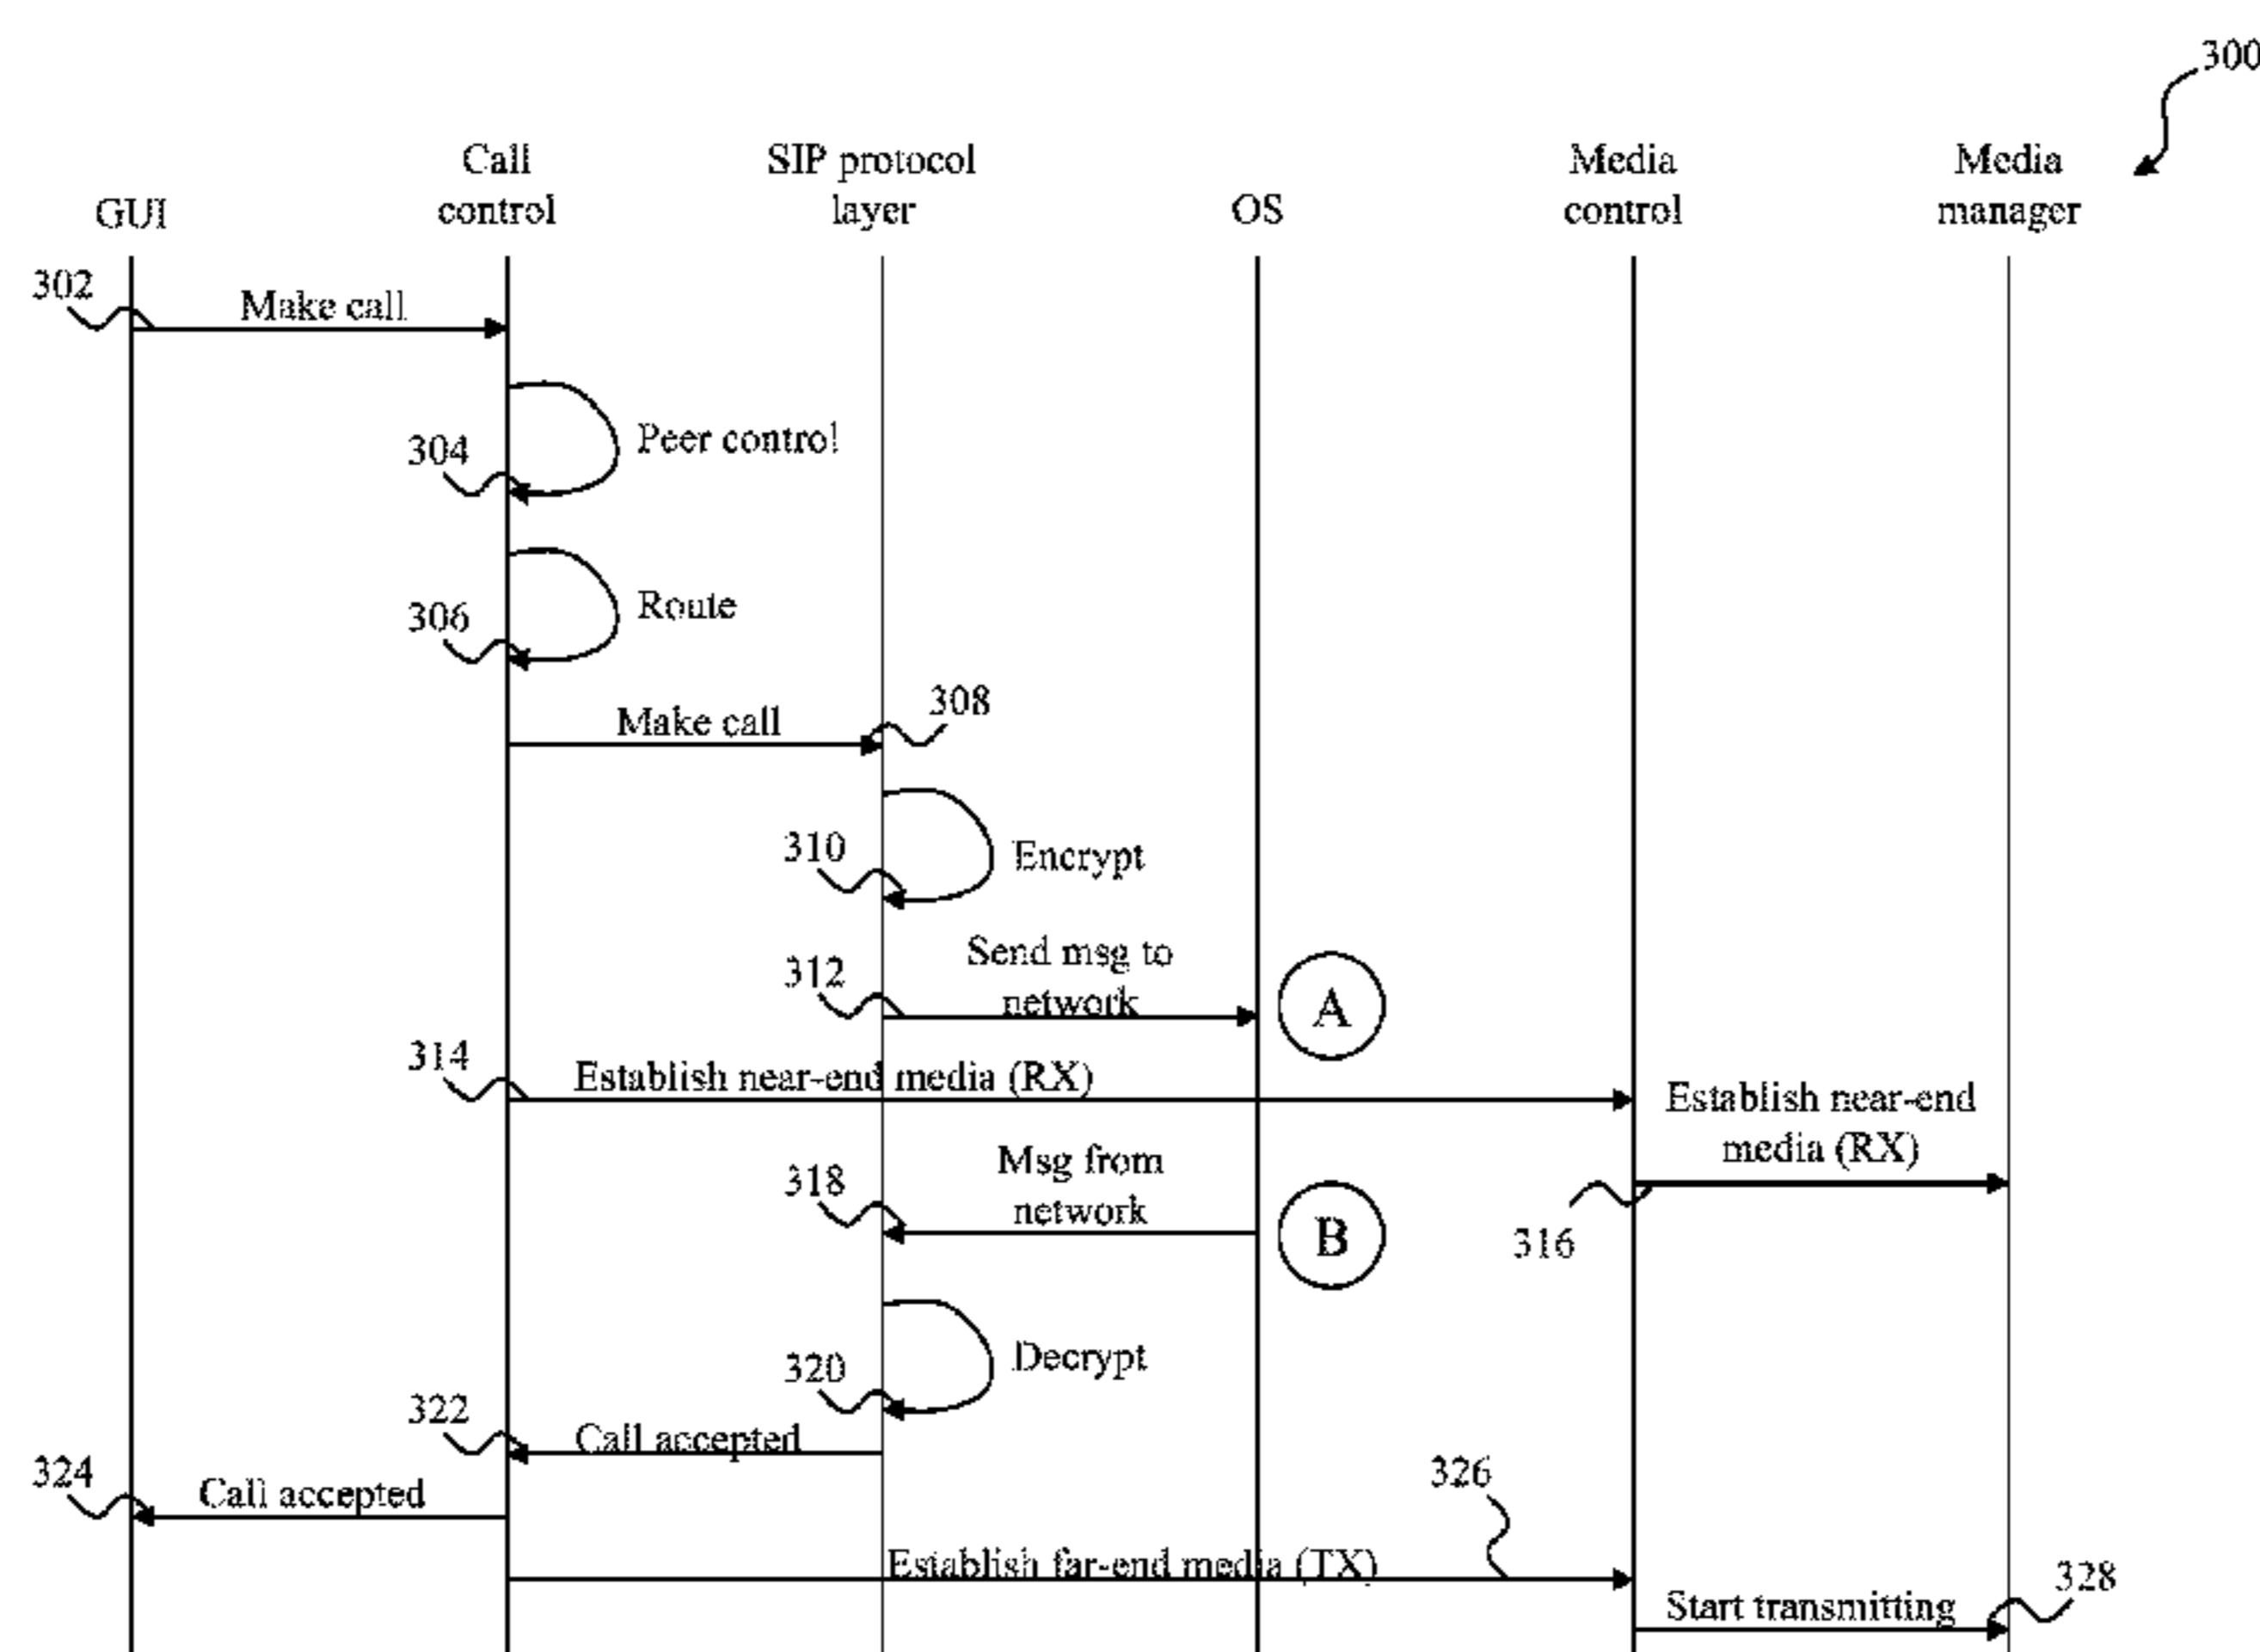 300
Call
control
SIP protocol
layer
Media
control
Media
manager
GUI
OS
302
Make call
304
Peer control
306
Route
308
Make call
310
Encrypt
312
Send msg to
network
A
314
Establish near-end media (RX)
Establish near-end
media (RX)
316
318
Msg from
network
B
320
Decrypt
322
Call accepted
324
Call accepted
326
Establish far-end media (TX)
328
Start transmitting